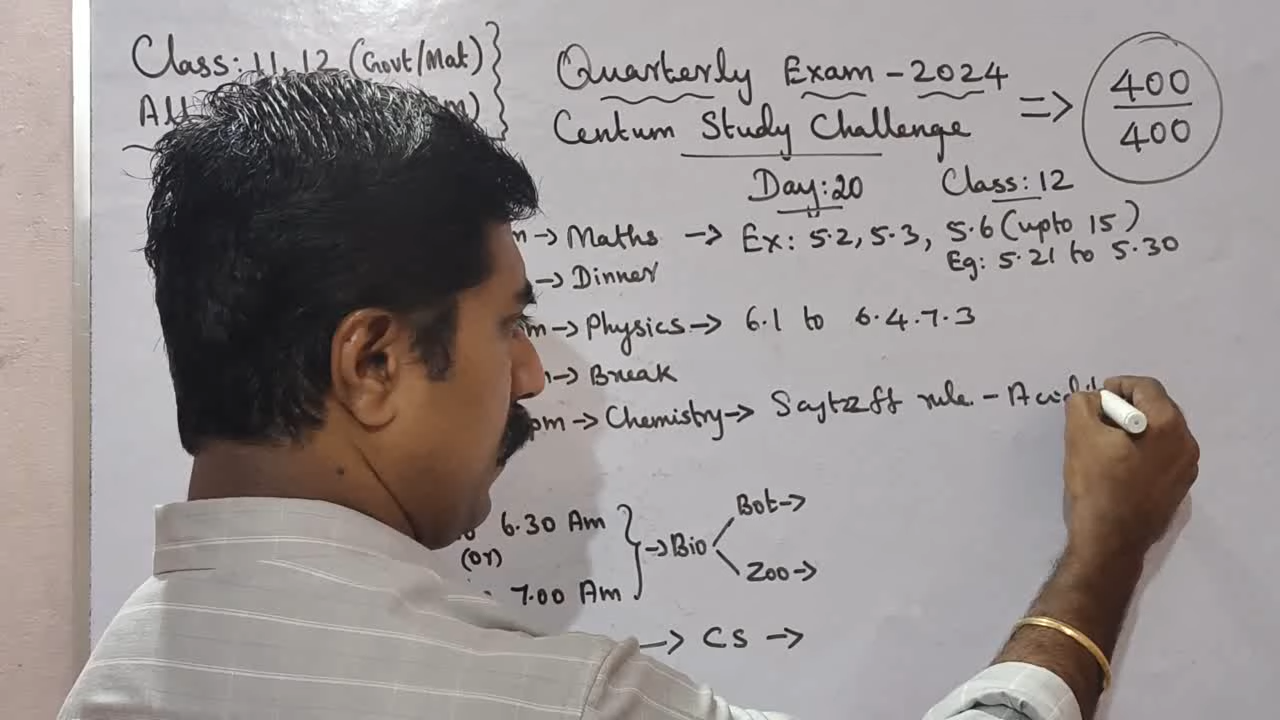 Class: 11, 12 (Govt/Mat)
All
Quarterly Exam - 2024
Centum Study Challenge
=> 400/400
Day: 20 Class: 12
→ Maths → Ex: 5.2, 5.3, 5.6 (upto 15)
Eg: 5.21 to 5.30
→ Dinner
→ Physics → 6.1 to 6.4.7.3
→ Break
pm → Chemistry → Saytzeff rule -
6.30 Am
(or)
7.00 Am
→ Bio
Bot →
Zoo →
→ CS →